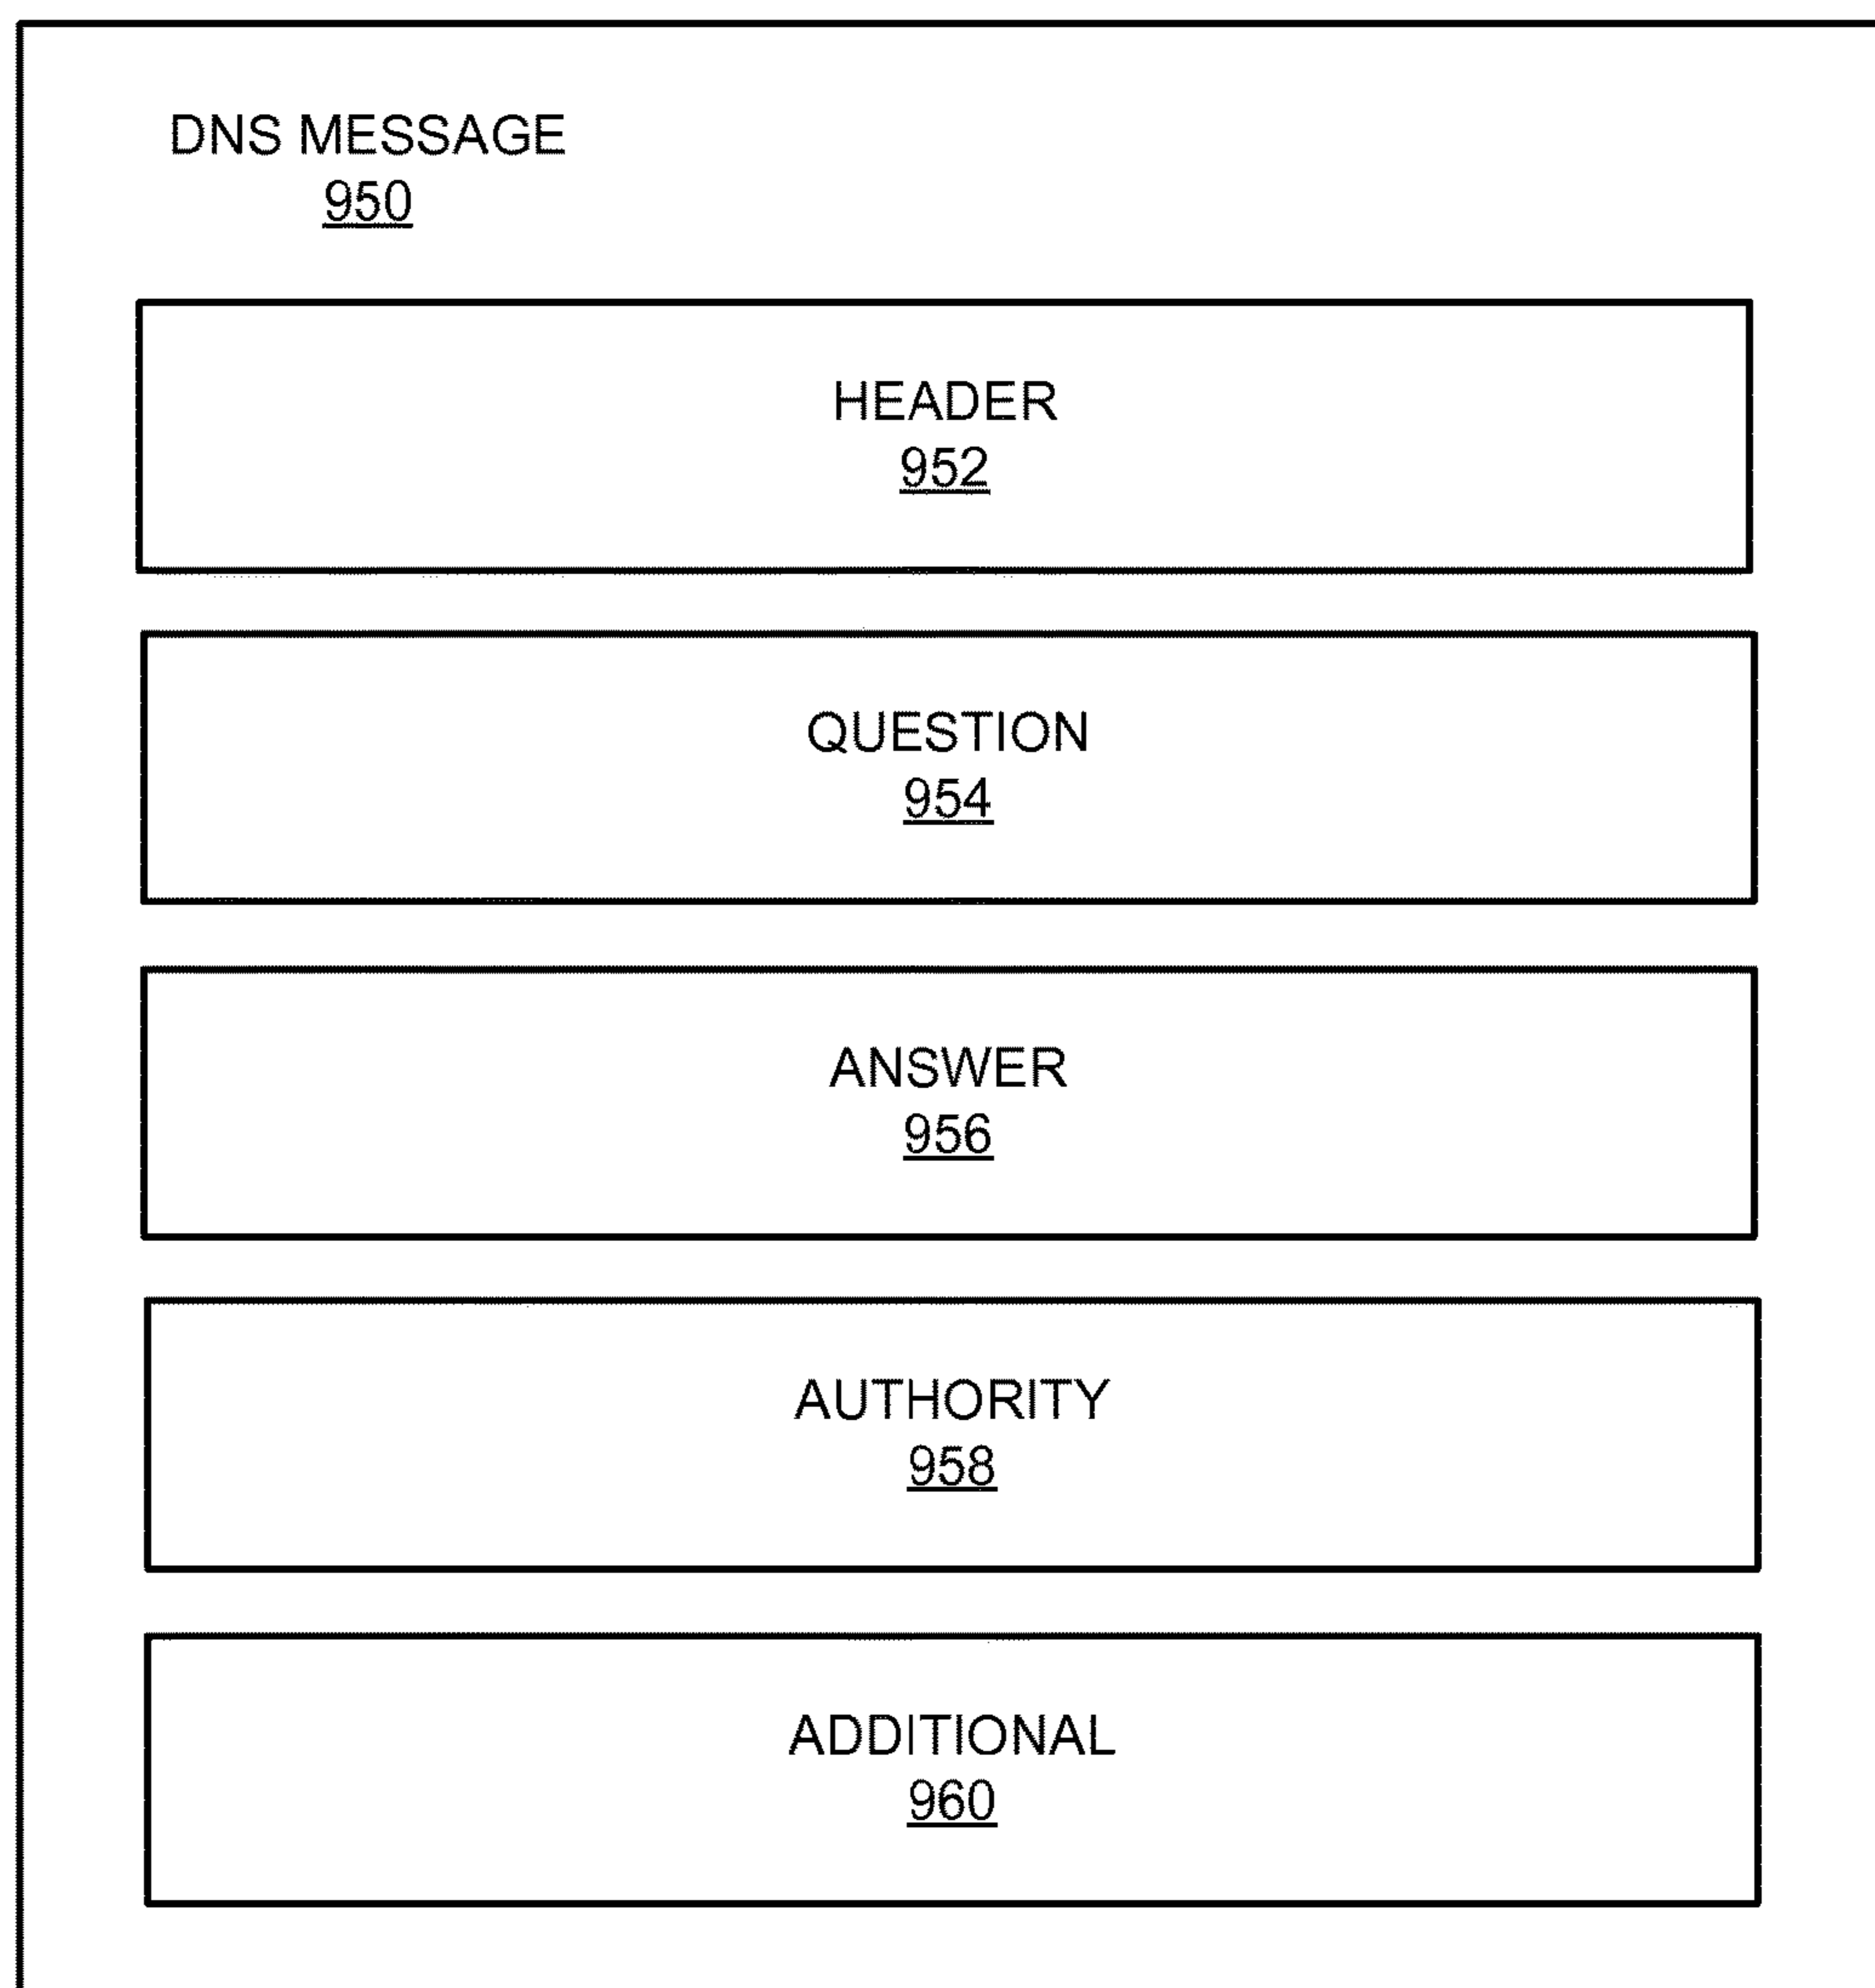 DNS MESSAGE
950
HEADER
952
QUESTION
954
ANSWER
956
AUTHORITY
958
ADDITIONAL
960